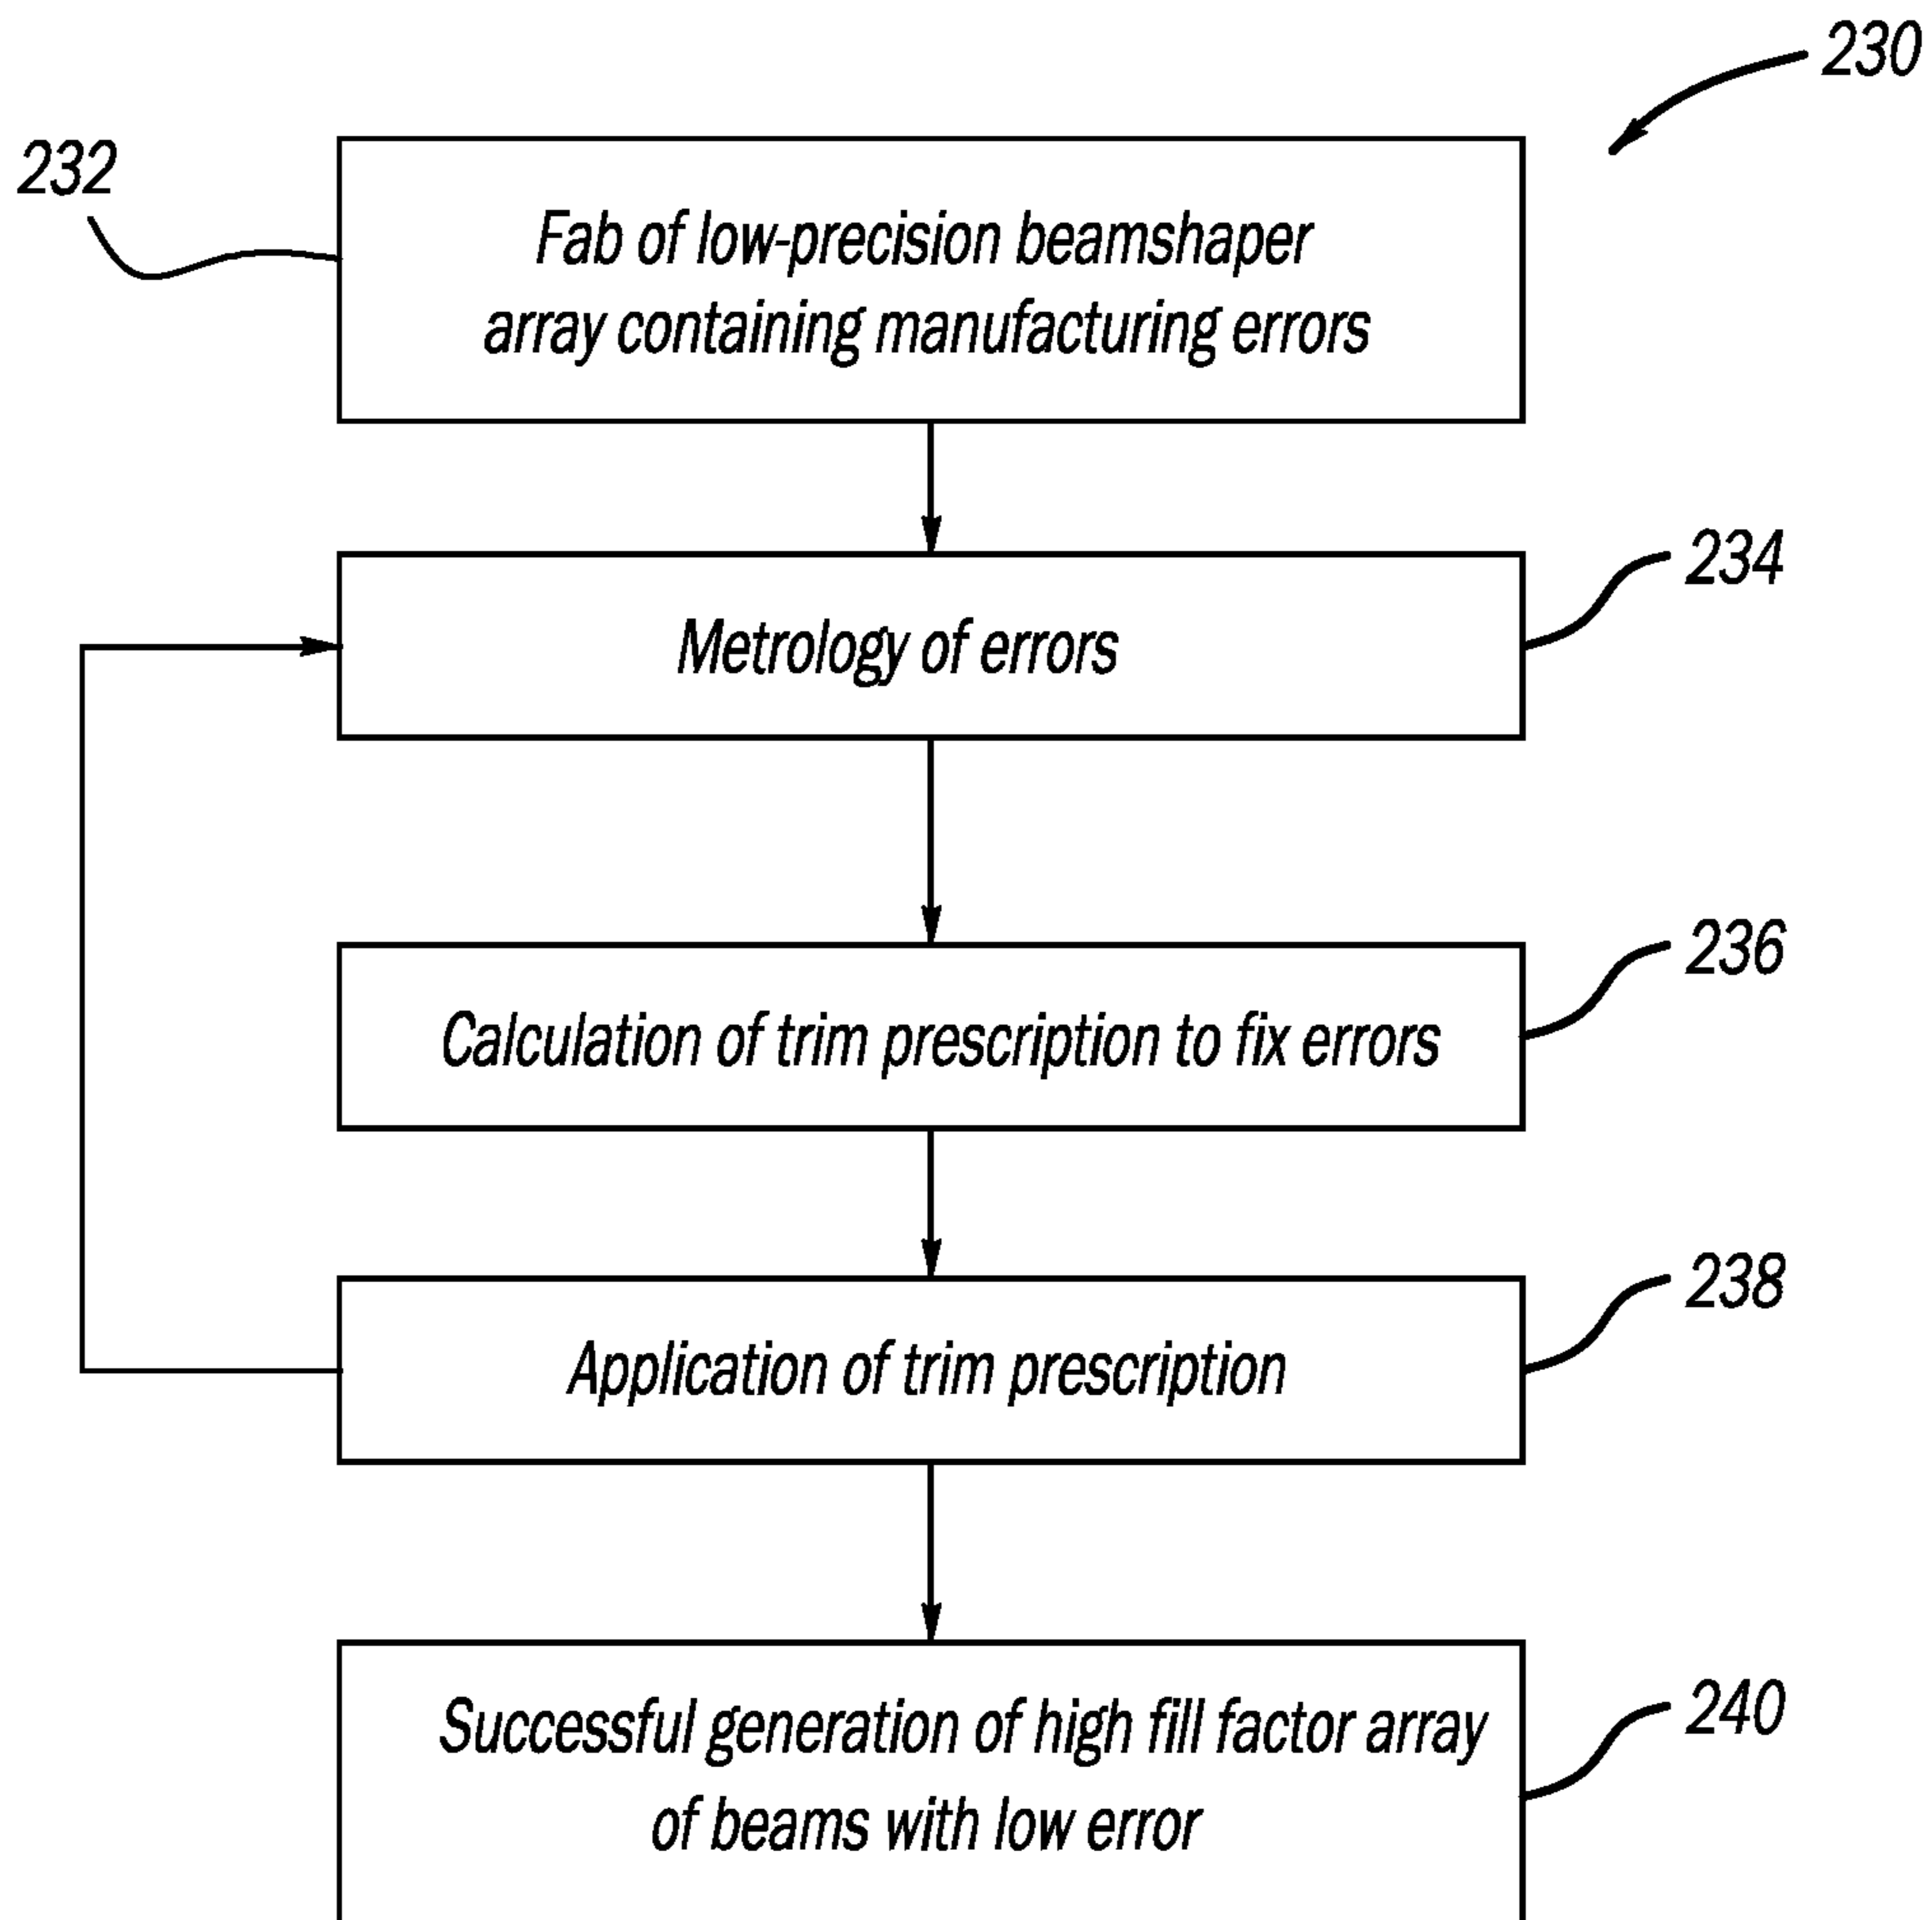 230
232
Fab of low-precision beamshaper
array containing manufacturing errors
234
Metrology of errors
236
Calculation of trim prescription to fix errors
238
Application of trim prescription
240
Successful generation of high fill factor array
of beams with low error